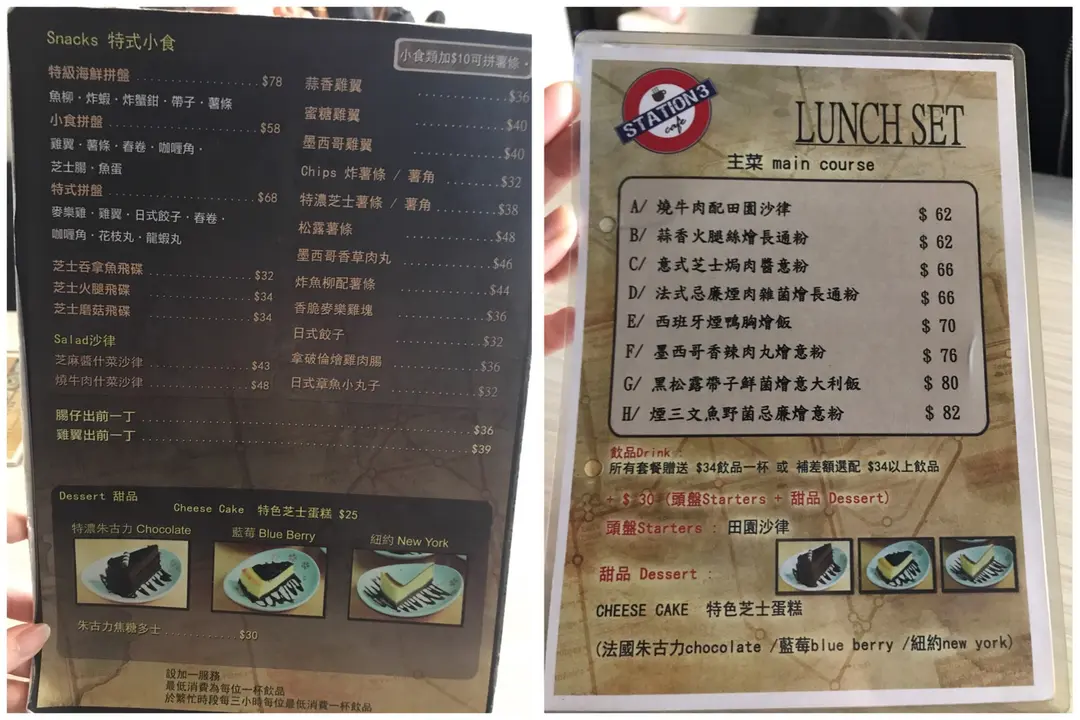 Snacks 特式小食
小食類加$10可拼薯條。
特級海鮮拼盤 $78
魚柳·炸蝦·炸蟹鉗·帶子·薯條
小食拼盤 $58
雞翼·薯條·春卷·咖喱角·
芝士腸·魚蛋
特式拼盤 $68
麥樂雞·雞翼·日式餃子·春卷·
咖喱角·花枝丸·龍蝦丸
芝士吞拿魚飛碟 $32
芝士火腿飛碟 $34
芝士磨菇飛碟 $34
Salad沙律
芝麻醬什菜沙律 $43
燒牛肉什菜沙律 $48
蒜香雞翼 $36
蜜糖雞翼 $40
墨西哥雞翼 $40
Chips 炸薯條 / 薯角 $32
特濃芝士薯條 / 薯角 $38
松露薯條 $48
墨西哥香草肉丸 $46
炸魚柳配薯條 $44
香脆麥樂雞塊 $36
日式餃子 $32
拿破倫燴雞肉腸 $36
日式章魚小丸子 $32
腸仔出前一丁 $36
雞翼出前一丁 $39
Dessert 甜品
Cheese Cake 特色芝士蛋糕 $25
特濃朱古力 Chocolate
藍莓 Blue Berry
紐約 New York
朱古力焦糖多士 $30
設加一服務
最低消費為每位一杯飲品
於繁忙時段每三小時每位最低消費一杯飲品
STATION3
cafe
LUNCH SET
主菜 main course
A/ 燒牛肉配田園沙律 $ 62
B/ 蒜香火腿絲燴長通粉 $ 62
C/ 意式芝士焗肉醬意粉 $ 66
D/ 法式忌廉煙肉雜菌燴長通粉 $ 66
E/ 西班牙煙鴨胸燴飯 $ 70
F/ 墨西哥香辣肉丸燴意粉 $ 76
G/ 黑松露帶子鮮菌燴意大利飯 $ 80
H/ 煙三文魚野菌忌廉燴意粉 $ 82
飲品Drink :
所有套餐贈送 $34飲品一杯 或 補差額選配 $34以上飲品
+ $ 30 (頭盤Starters + 甜品 Dessert)
頭盤Starters : 田園沙律
甜品 Dessert :
CHEESE CAKE 特色芝士蛋糕
(法國朱古力chocolate /藍莓blue berry /紐約new york)